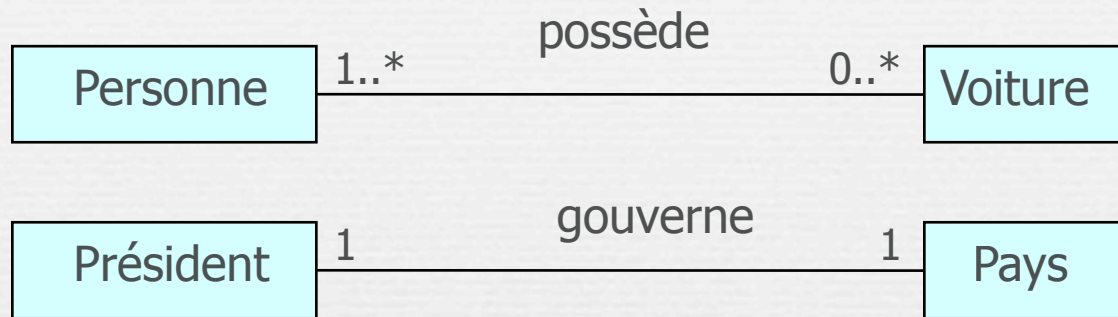 possède
Personne 1..* 0..* Voiture
gouverne
Président 1 1 Pays